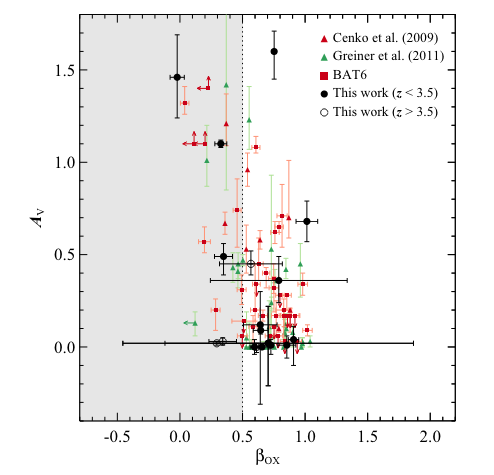 Cenko et al. (2009)
Greiner et al. (2011)
BAT6
This work (z < 3.5)
This work (z > 3.5)
1.5
1.0
0.5
0.0
A_V
-0.5 0.0 0.5 1.0 1.5 2.0
β_OX